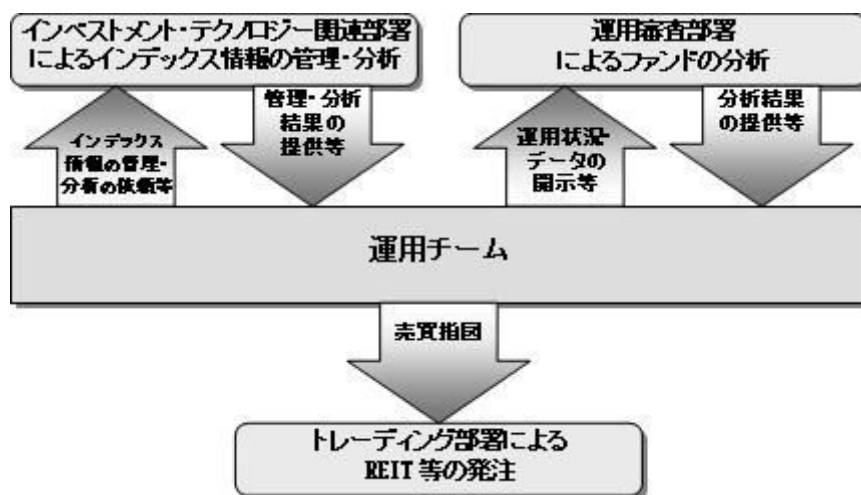 インベストメント・テクノロジー関連部署
によるインデックス情報の管理・分析
運用審査部署
によるファンドの分析
インデックス
情報の管理・
分析の依頼等
管理・分析
結果の
提供等
運用状況・
データの
開示等
分析結果
の提供等
運用チーム
売買指図
トレーディング部署による
REIT等の発注